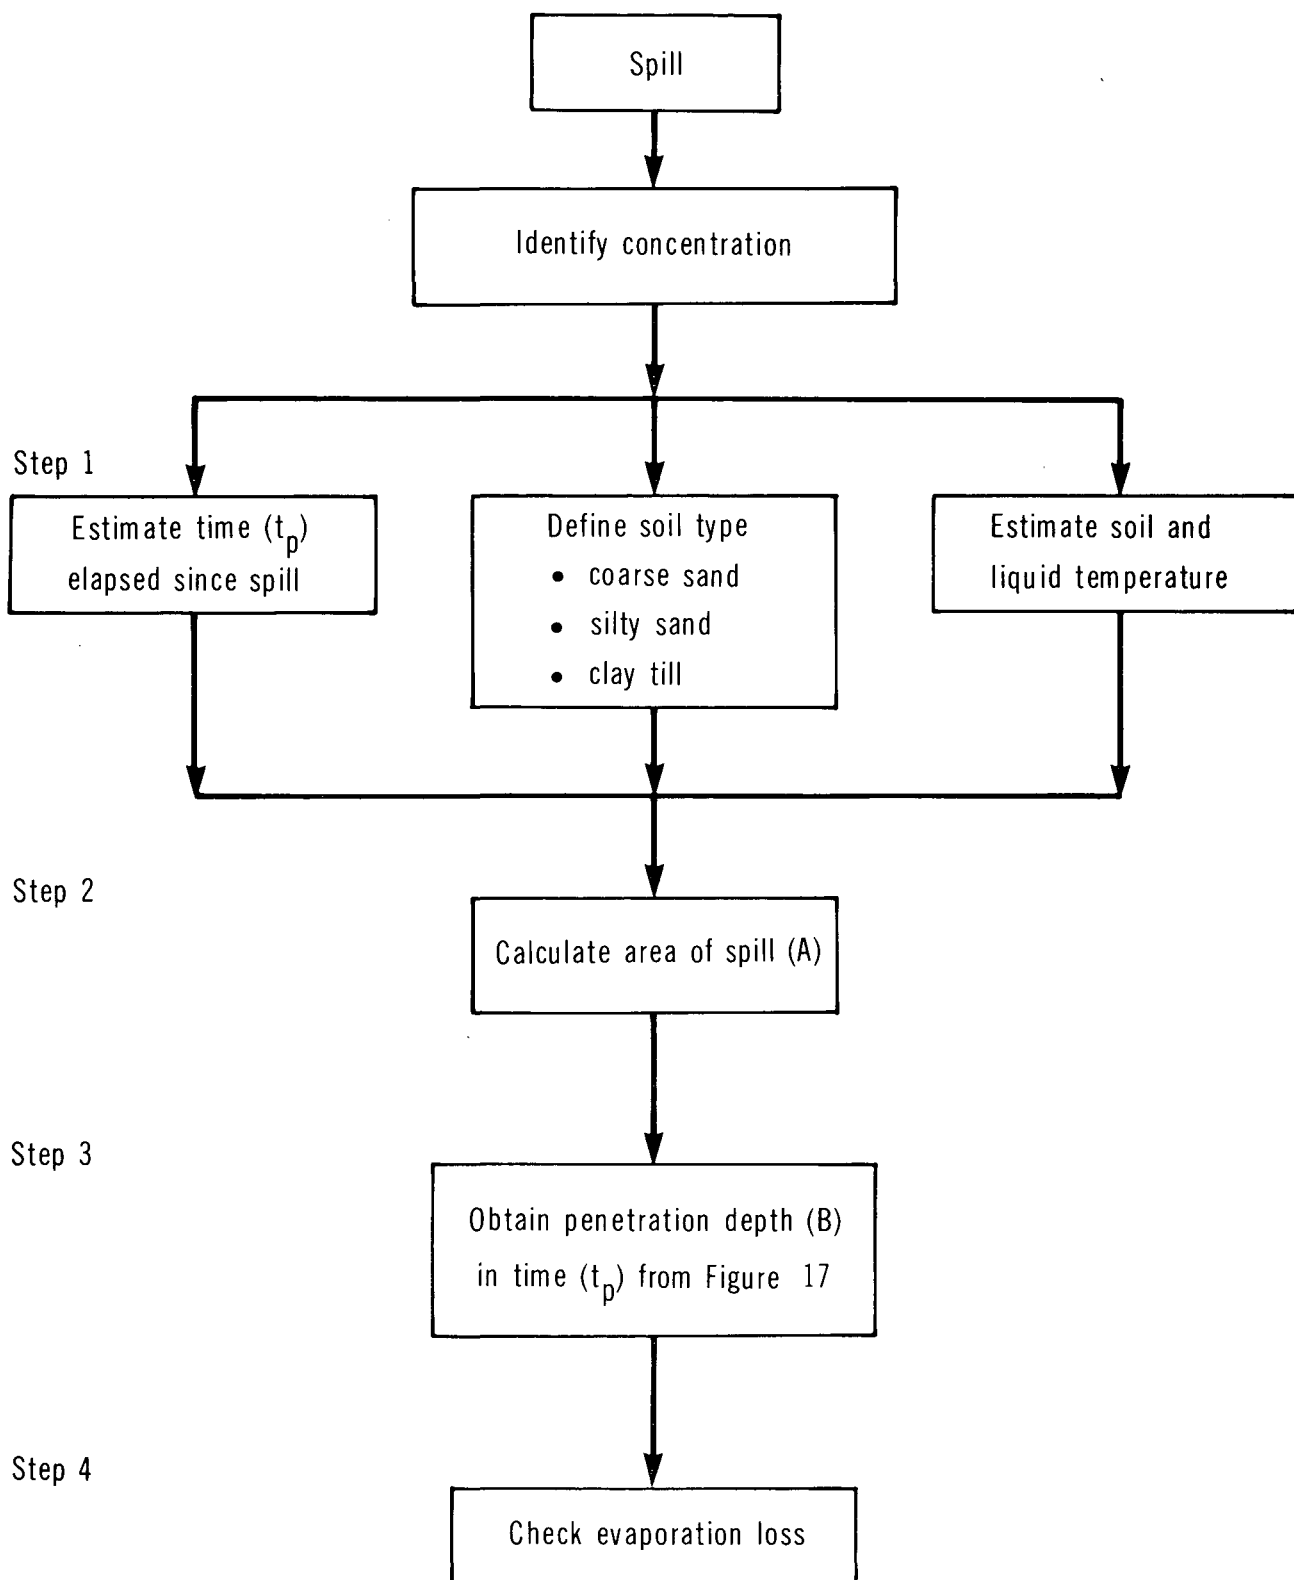 Spill
Identify concentration
Step 1
Estimate time (tp)
elapsed since spill
Define soil type
• coarse sand
• silty sand
• clay till
Estimate soil and
liquid temperature
Step 2
Calculate area of spill (A)
Step 3
Obtain penetration depth (B)
in time (tp) from Figure 17
Step 4
Check evaporation loss